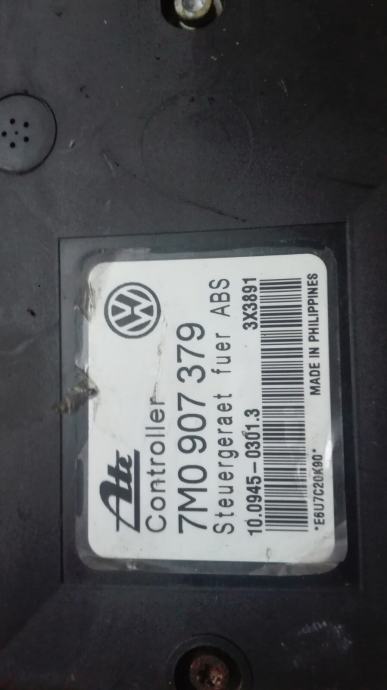 Ate
Controller
7M0 907 379
Steuergeraet fuer ABS
10.0945-0301.3 3X3891
*E6U7C20K90* MADE IN PHILIPPINES